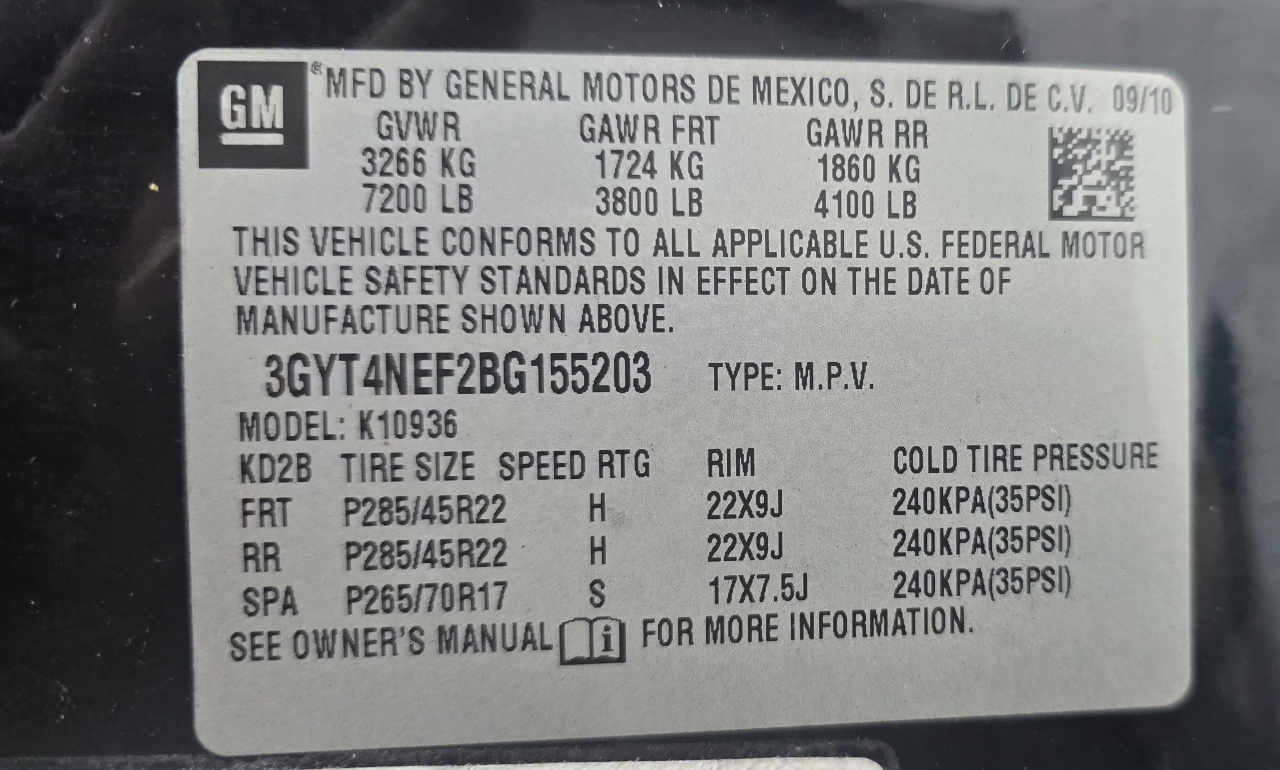 GM ® MFD BY GENERAL MOTORS DE MEXICO, S. DE R.L. DE C.V. 09/10
GVWR GAWR FRT GAWR RR
3266 KG 1724 KG 1860 KG
7200 LB 3800 LB 4100 LB
THIS VEHICLE CONFORMS TO ALL APPLICABLE U.S. FEDERAL MOTOR
VEHICLE SAFETY STANDARDS IN EFFECT ON THE DATE OF
MANUFACTURE SHOWN ABOVE.
3GYT4NEF2BG155203 TYPE: M.P.V.
MODEL: K10936
KD2B TIRE SIZE SPEED RTG RIM COLD TIRE PRESSURE
FRT P285/45R22 H 22X9J 240KPA(35PSI)
RR P285/45R22 H 22X9J 240KPA(35PSI)
SPA P265/70R17 S 17X7.5J 240KPA(35PSI)
SEE OWNER'S MANUAL i FOR MORE INFORMATION.